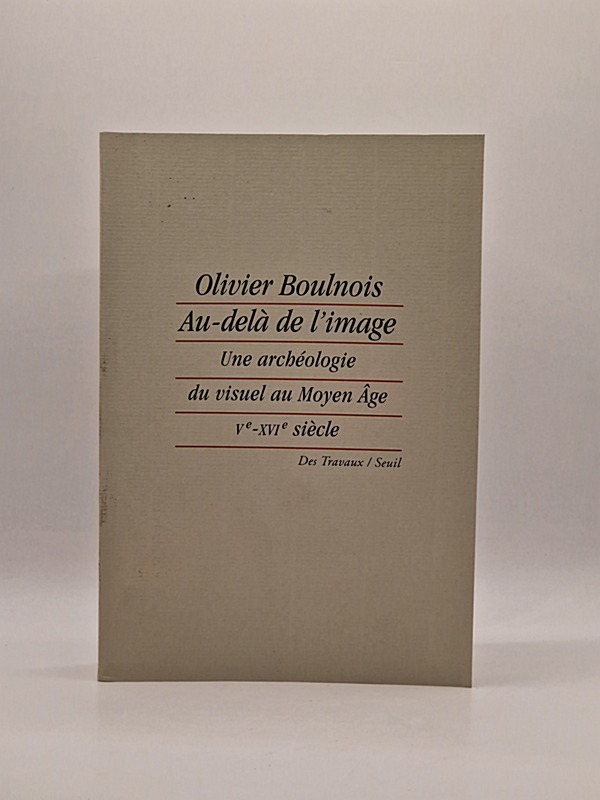 Olivier Boulnois
Au-delà de l'image
Une archéologie
du visuel au Moyen Âge
Vᵉ-XVIᵉ siècle
Des Travaux / Seuil